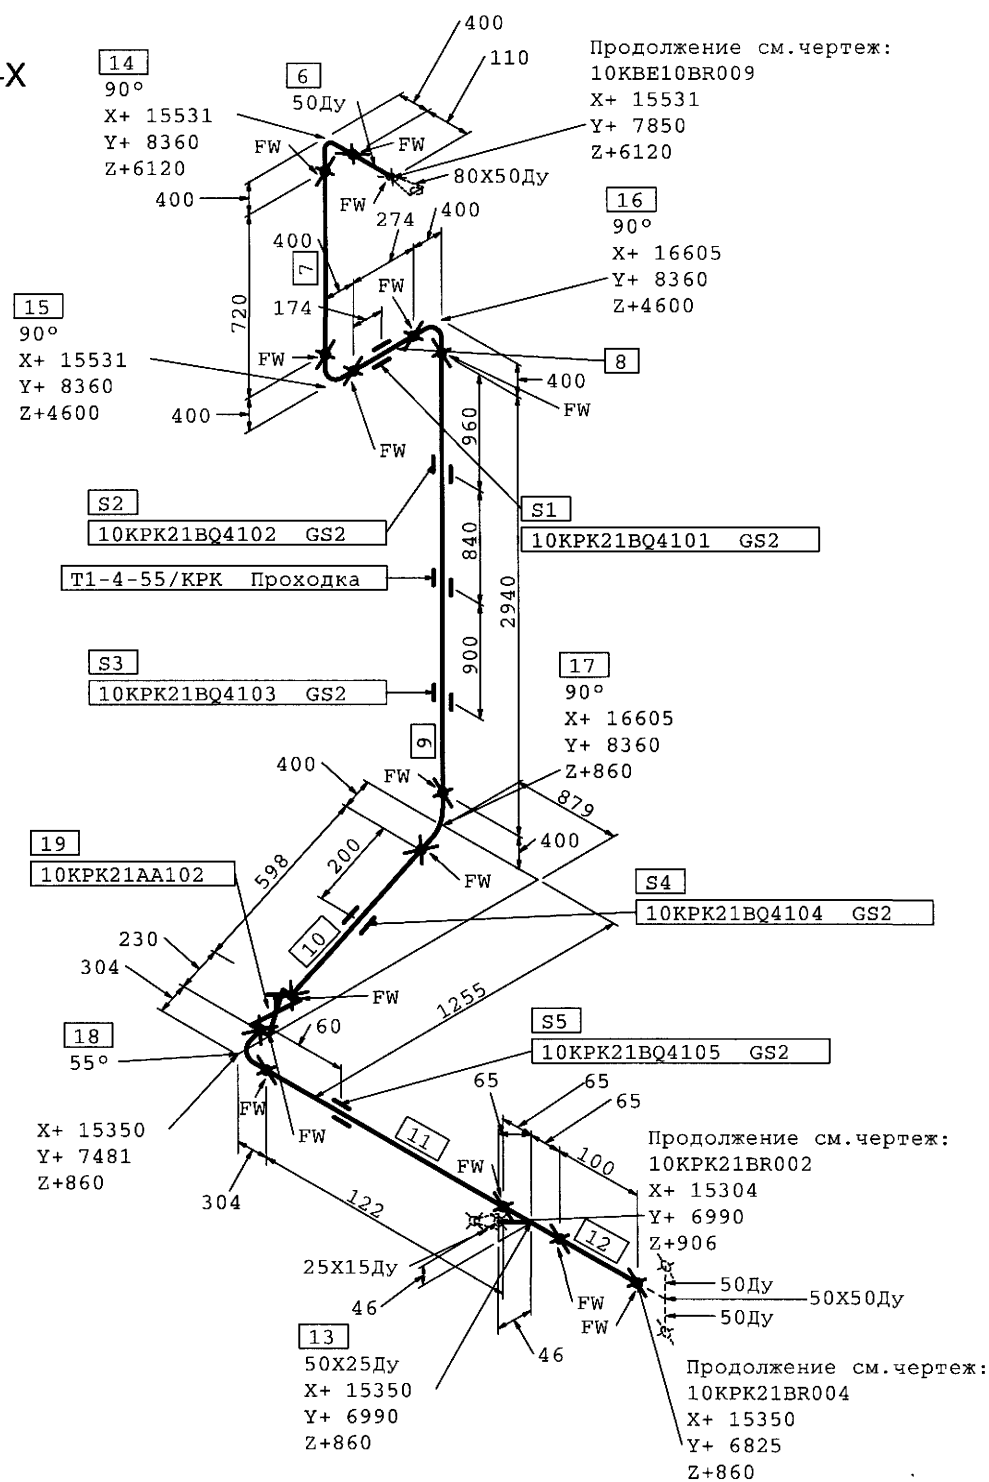 -X
14
90°
X+ 15531
Y+ 8360
Z+6120
6
50Ду
400
110
Продолжение см.чертеж:
10KBE10BR009
X+ 15531
Y+ 7850
Z+6120
FW
FW
FW
80X50Ду
400
16
90°
X+ 16605
Y+ 8360
Z+4600
400
274
400
7
FW
174
720
15
90°
X+ 15531
Y+ 8360
Z+4600
FW
8
400
400
FW
FW
960
S2
10KPK21BQ4102 GS2
S1
10KPK21BQ4101 GS2
840
T1-4-55/КРК Проходка
2940
900
S3
10KPK21BQ4103 GS2
17
90°
X+ 16605
Y+ 8360
Z+860
9
400
FW
879
400
19
10KPK21AA102
598
200
FW
S4
10KPK21BQ4104 GS2
10
230
304
FW
1255
60
S5
10KPK21BQ4105 GS2
18
55°
X+ 15350
Y+ 7481
Z+860
FW
FW
65
65
65
11
100
FW
Продолжение см.чертеж:
10KPK21BR002
X+ 15304
Y+ 6990
Z+906
304
122
12
25X15Ду
46
FW
FW
50Ду
50X50Ду
50Ду
46
13
50X25Ду
X+ 15350
Y+ 6990
Z+860
Продолжение см.чертеж:
10KPK21BR004
X+ 15350
Y+ 6825
Z+860